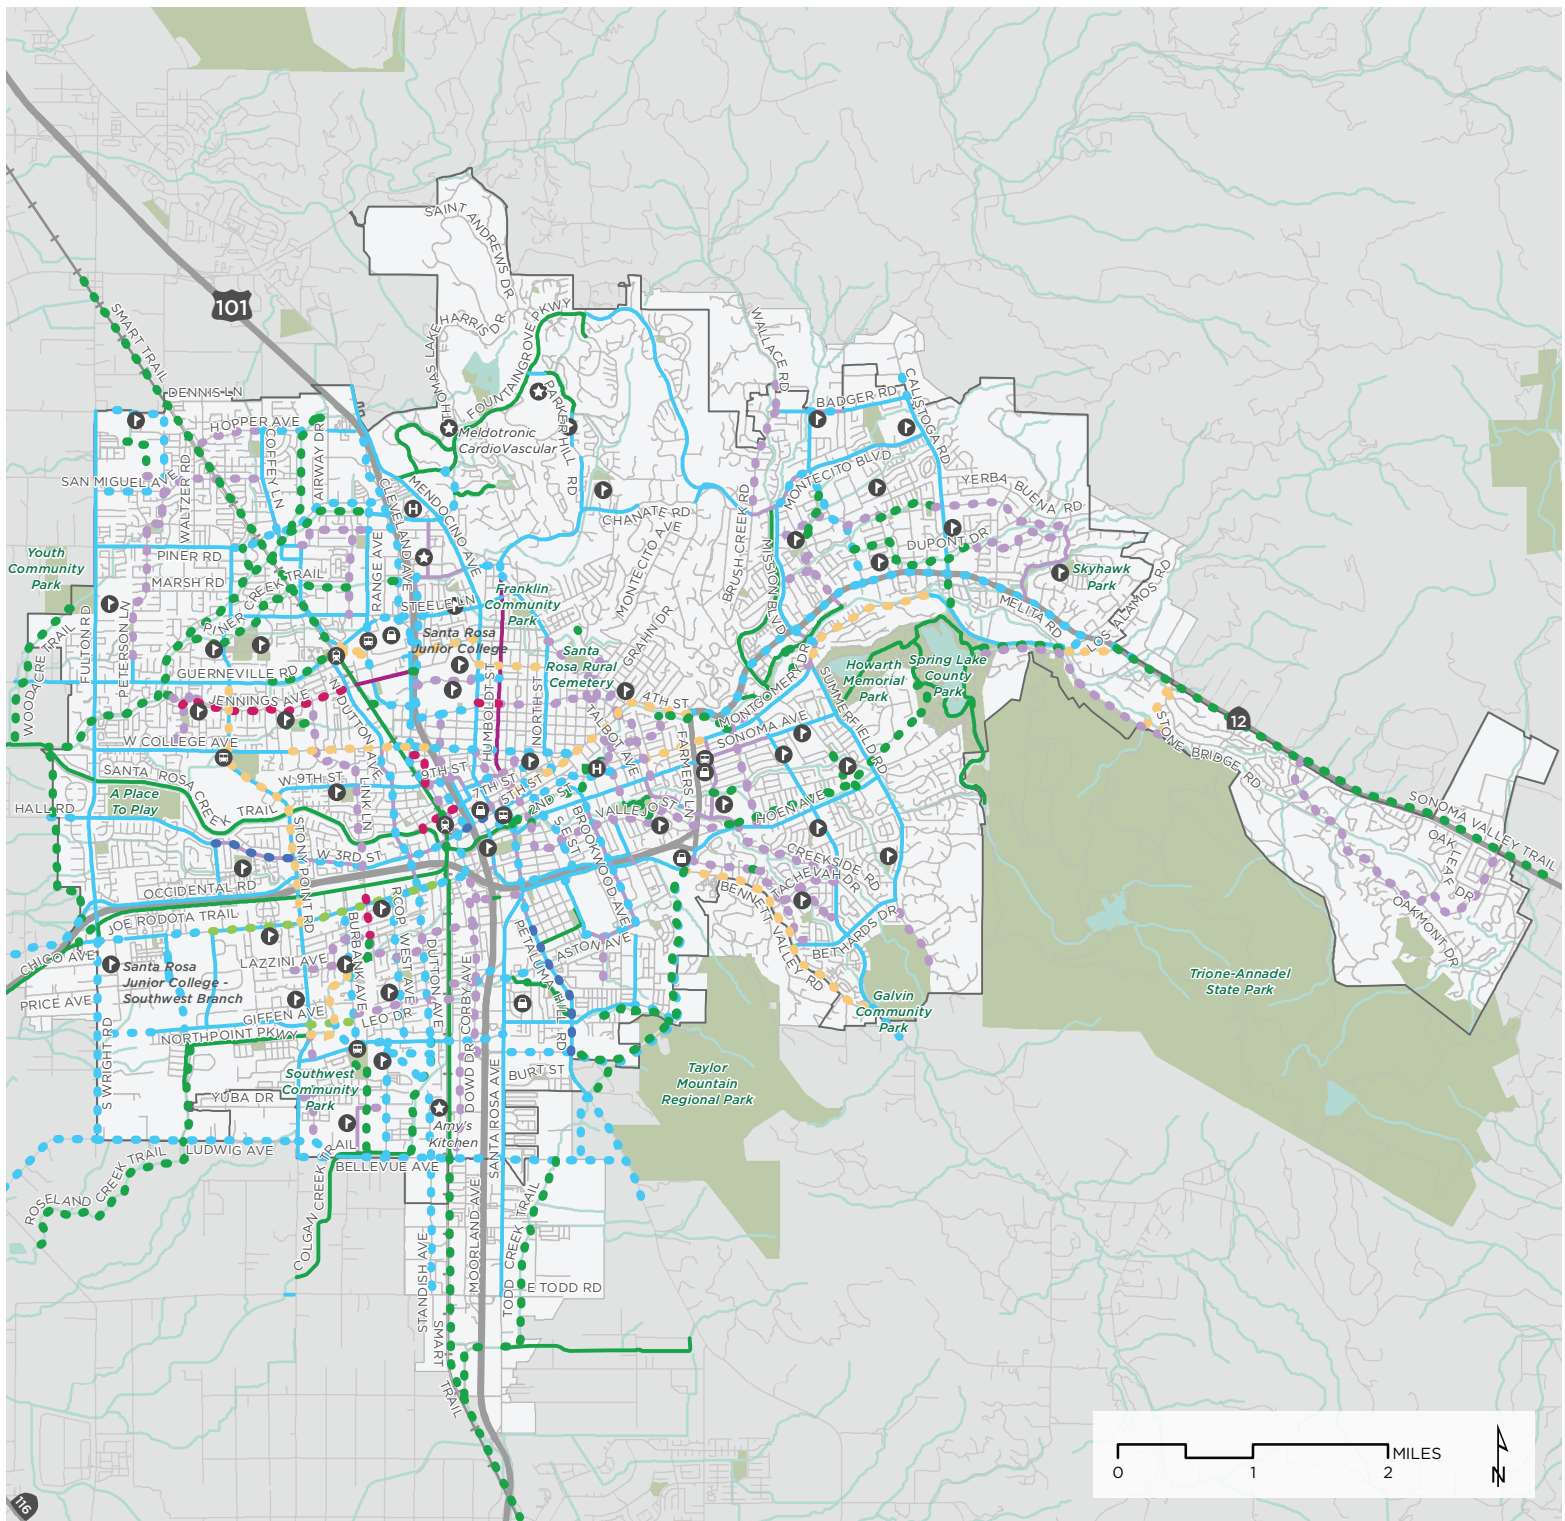 SAINT ANDREWS DR
101
HARRIS DR
THOMAS LAKE
FOUNTAINGROVE PKWY
PARKER HILL
RD
WALLACE RD
SMART TRAIL
DENNIS LN
BADGER RD
CALISTOGA RD
HOPPER AVE
COFFEY LN
AIRWAY DR
Meldotronic
CardioVascular
SAN MIGUEL AVE
WALTZER RD
CLEVELAND AVE
MENDOCINO AVE
H
CHANATE RD
MONTECITO AVE
BRUSH CREEK RD
MONTECITO BLVD
YERBA BUENA RD
MISSION BLVD
DUPONT DR
Youth
Community
Park
PINER RD
MARSH RD
RANGE AVE
PINER CREEK TRAIL
STEELE LN
Franklin
Community
Park
Skyhawk
Park
LOS ALAMOS RD
MELITA RD
FULTON RD
PETERSON LN
WOODACRE TRAIL
Santa Rosa
Junior College
GRAHN DR
Santa
Rosa Rural
Cemetery
Howarth
Memorial
Park
Spring Lake
County
Park
GUERNEVILLE RD
JENNINGS AVE
N DUTTON AVE
HUMBOLDT ST
NORTH ST
4TH ST
TALBOT AVE
MONTGOMERY DR
SUMMERFIELD RD
SONOMA AVE
FARMERS LN
12
STONE BRIDGE RD
W COLLEGE AVE
SANTA ROSA CREEK TRAIL
W 9TH ST
9TH ST
7TH ST
5TH ST
2ND ST
H
LINK LN
A Place
To Play
HALL RD
STONY POINT RD
VALLEJO ST
HOEN AVE
S E ST
BROOKWOOD AVE
W 3RD ST
CREEKSIDE RD
TACHEVAH DR
SONOMA VALLEY TRAIL
OAK LEAF DR
OAKMONT DR
OCCIDENTAL RD
JOE RODOTA TRAIL
BURBANK AVE
WEST AVE
DUTTON AVE
CORBY AVE
PETALUMA HILL RD
ASTON AVE
BENNETT VALLEY RD
BETHARDS DR
CHICO AVE
LAZZINI AVE
Santa Rosa
Junior College -
Southwest Branch
PRICE AVE
GIFFEN AVE
LEO DR
NORTHPOINT PKWY
Galvin
Community
Park
Trione-Annadel
State Park
S WRIGHT RD
Southwest
Community
Park
YUBA DR
DOWD DR
SANTA ROSA AVE
BURT ST
Taylor
Mountain
Regional Park
Amy's
Kitchen
LUDWIG AVE
BELLEVUE AVE
ROSELAND CREEK TRAIL
COLGAN CREEK TRAIL
STANDISH AVE
MOORLAND AVE
TODD CREEK TRAIL
E TODD RD
SMART TRAIL
116
0 1 2
MILES
N